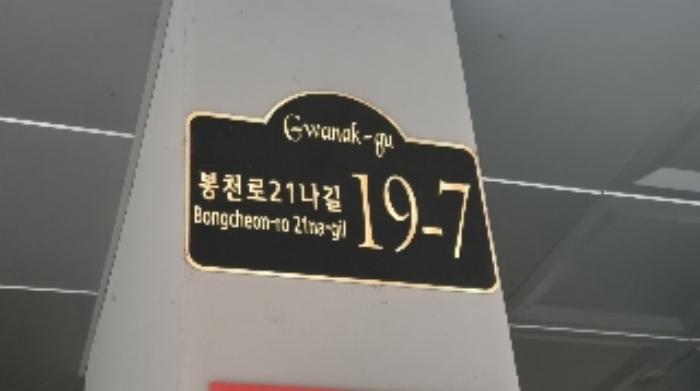 Gwanak-gu
봉천로21나길
Bongcheon-ro 21na-gil
19-7